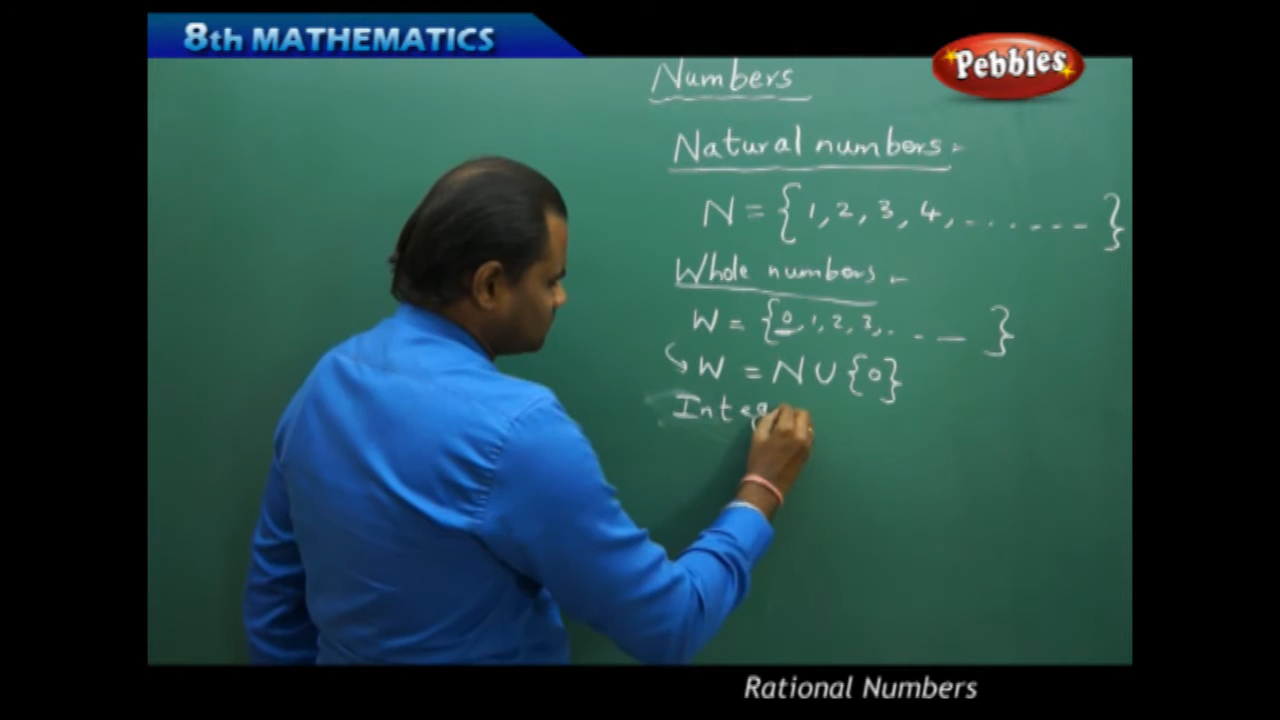 8th MATHEMATICS
Pebbles
Numbers
Natural numbers :-
N = { 1, 2, 3, 4, ........ }
Whole numbers :-
W = { 0, 1, 2, 3, . . _ }
W = N ∪ {0}
Integ
Rational Numbers